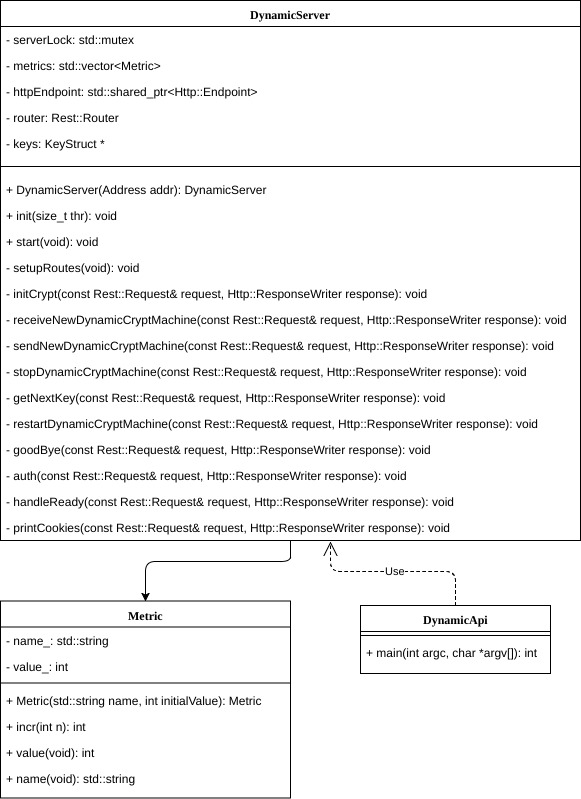 DynamicServer
- serverLock: std::mutex
- metrics: std::vector<Metric>
- httpEndpoint: std::shared_ptr<Http::Endpoint>
- router: Rest::Router
- keys: KeyStruct *
+ DynamicServer(Address addr): DynamicServer
+ init(size_t thr): void
+ start(void): void
- setupRoutes(void): void
- initCrypt(const Rest::Request& request, Http::ResponseWriter response): void
- receiveNewDynamicCryptMachine(const Rest::Request& request, Http::ResponseWriter response): void
- sendNewDynamicCryptMachine(const Rest::Request& request, Http::ResponseWriter response): void
- stopDynamicCryptMachine(const Rest::Request& request, Http::ResponseWriter response): void
- getNextKey(const Rest::Request& request, Http::ResponseWriter response): void
- restartDynamicCryptMachine(const Rest::Request& request, Http::ResponseWriter response): void
- goodBye(const Rest::Request& request, Http::ResponseWriter response): void
- auth(const Rest::Request& request, Http::ResponseWriter response): void
- handleReady(const Rest::Request& request, Http::ResponseWriter response): void
- printCookies(const Rest::Request& request, Http::ResponseWriter response): void
Use
Metric
- name_: std::string
- value_: int
+ Metric(std::string name, int initialValue): Metric
+ incr(int n): int
+ value(void): int
+ name(void): std::string
DynamicApi
+ main(int argc, char *argv[]): int